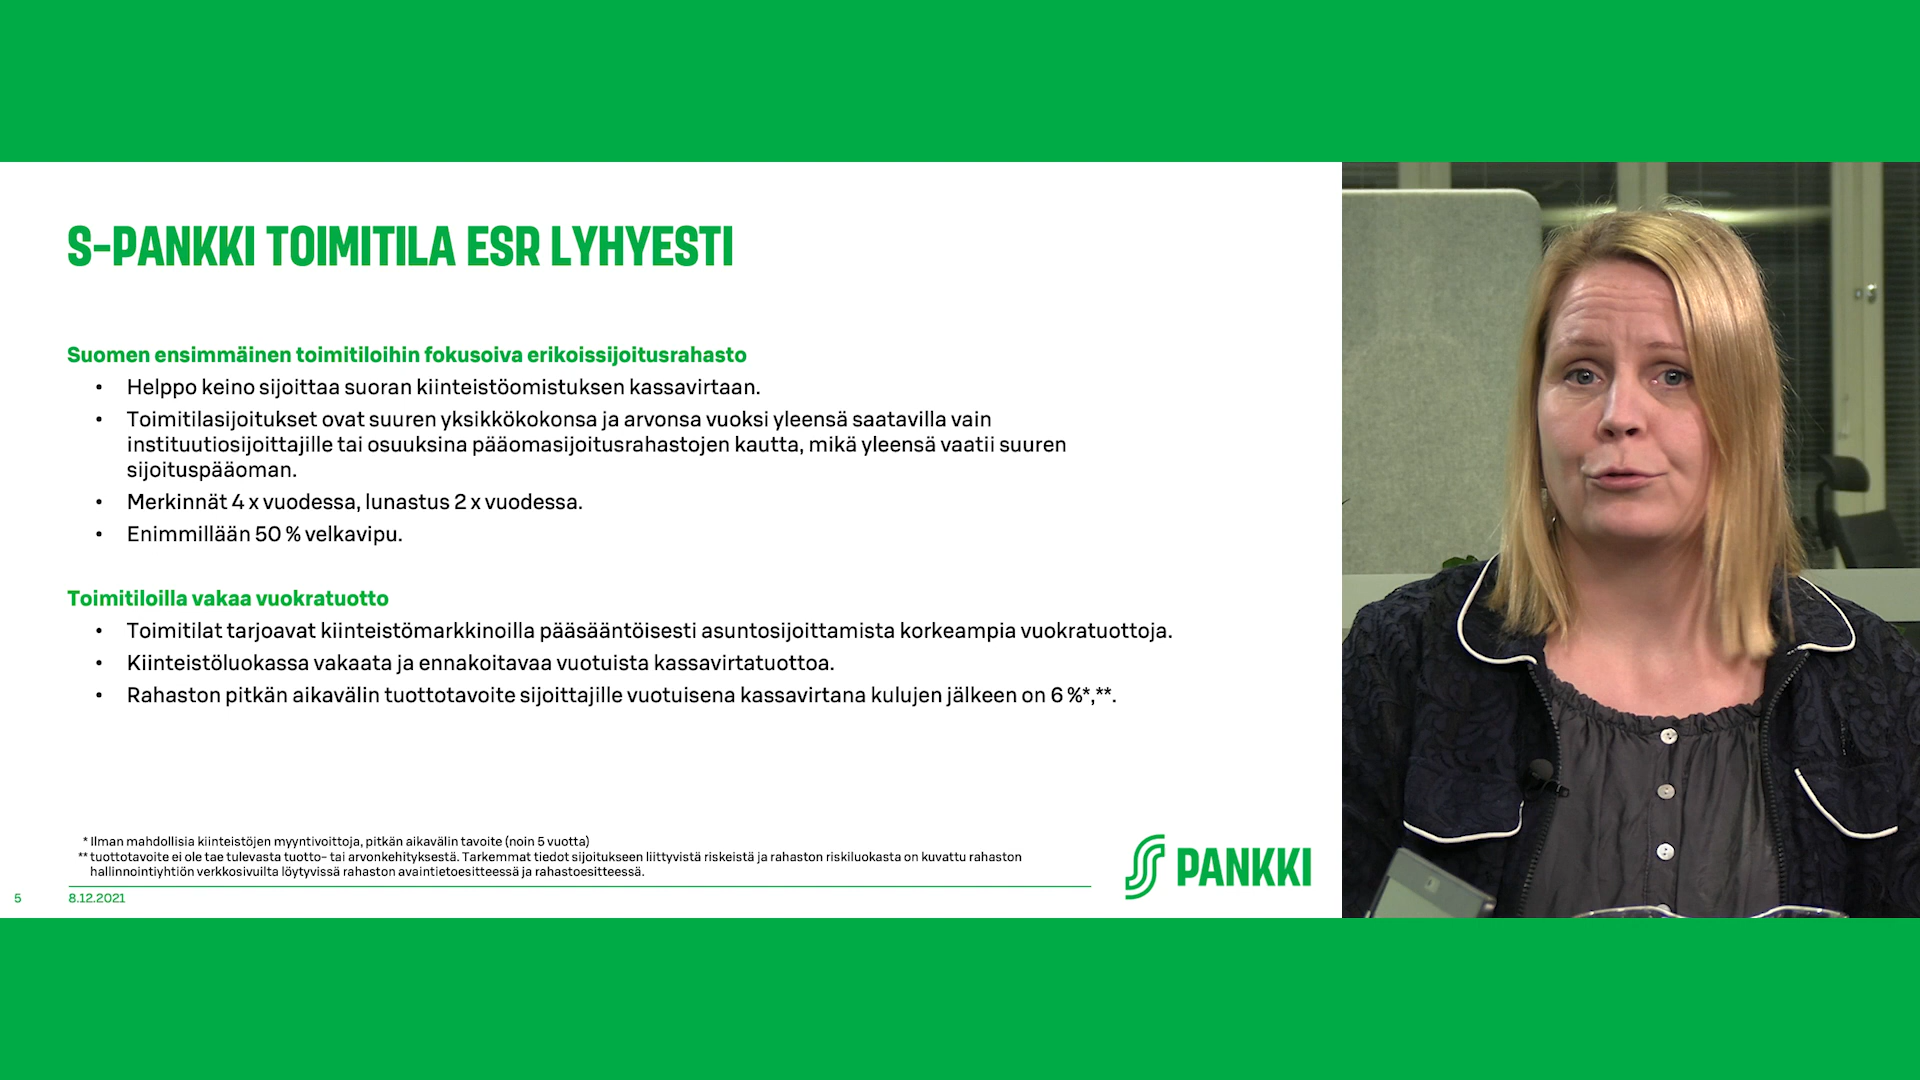 S-PANKKI TOIMITILA ESR LYHYESTI
Suomen ensimmäinen toimitiloihin fokusoiva erikoissijoitusrahasto
• Helppo keino sijoittaa suoran kiinteistöomistuksen kassavirtaan.
• Toimitilasijoitukset ovat suuren yksikkökokonsa ja arvonsa vuoksi yleensä saatavilla vain
instituutiosijoittajille tai osuuksina pääomasijoitusrahastojen kautta, mikä yleensä vaatii suuren
sijoituspääoman.
• Merkinnät 4 x vuodessa, lunastus 2 x vuodessa.
• Enimmillään 50 % velkavipu.
Toimitiloilla vakaa vuokratuotto
• Toimitilat tarjoavat kiinteistömarkkinoilla pääsääntöisesti asuntosijoittamista korkeampia vuokratuottoja.
• Kiinteistöluokassa vakaata ja ennakoitavaa vuotuista kassavirtatuottoa.
• Rahaston pitkän aikavälin tuottotavoite sijoittajille vuotuisena kassavirtana kulujen jälkeen on 6 %*,**.
* Ilman mahdollisia kiinteistöjen myyntivoittoja, pitkän aikavälin tavoite (noin 5 vuotta)
** tuottotavoite ei ole tae tulevasta tuotto- tai arvonkehityksestä. Tarkemmat tiedot sijoitukseen liittyvistä riskeistä ja rahaston riskiluokasta on kuvattu rahaston
hallinnointiyhtiön verkkosivuilta löytyvissä rahaston avaintietoesitteessä ja rahastoesitteessä.
5 8.12.2021
S PANKKI